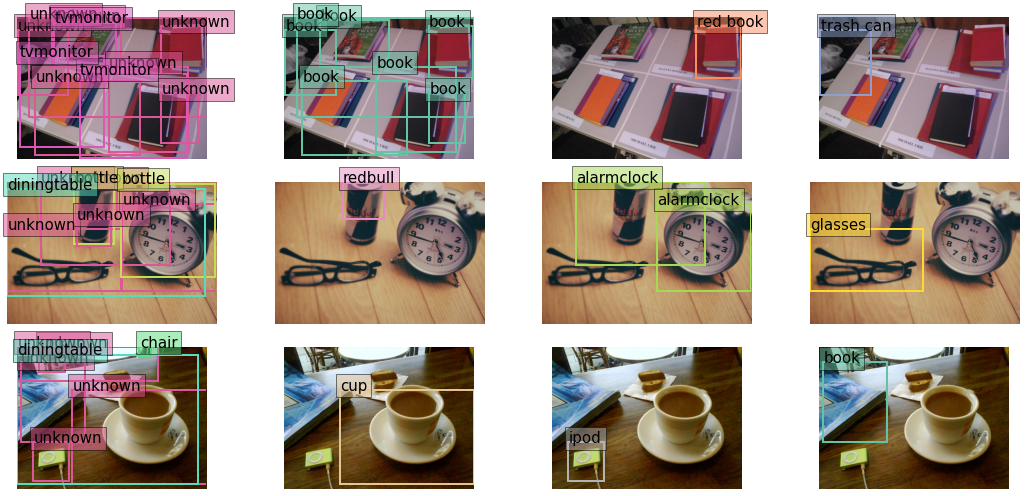 unknown
tvmonitor
unknown
unknown
tvmonitor
unknown
tvmonitor
unknown
unknown
book
book
book
book
book
book
book
red book
trash can
diningtable
bottle
bottle
unknown
unknown
unknown
redbull
alarmclock
alarmclock
glasses
diningtable
chair
unknown
unknown
cup
ipod
book